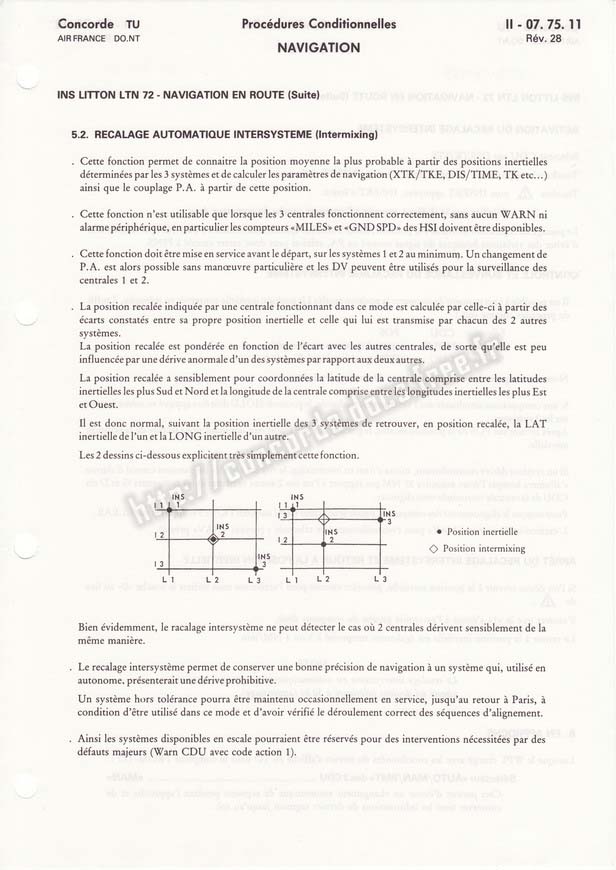 Concorde TU
AIR FRANCE DO.NT
Procédures Conditionnelles
NAVIGATION
II - 07. 75. 11
Rév. 28
INS LITTON LTN 72 - NAVIGATION EN ROUTE (Suite)
5.2. RECALAGE AUTOMATIQUE INTERSYSTEME (Intermixing)
. Cette fonction permet de connaitre la position moyenne la plus probable à partir des positions inertielles
déterminées par les 3 systèmes et de calculer les paramètres de navigation (XTK/TKE, DIS/TIME, TK etc...)
ainsi que le couplage P.A. à partir de cette position.
. Cette fonction n'est utilisable que lorsque les 3 centrales fonctionnent correctement, sans aucun WARN ni
alarme périphérique, en particulier les compteurs «MILES» et «GND SPD» des HSI doivent être disponibles.
. Cette fonction doit être mise en service avant le départ, sur les systèmes 1 et 2 au minimum. Un changement de
P.A. est alors possible sans manœuvre particulière et les DV peuvent être utilisés pour la surveillance des
centrales 1 et 2.
. La position recalée indiquée par une centrale fonctionnant dans ce mode est calculée par celle-ci à partir des
écarts constatés entre sa propre position inertielle et celle qui lui est transmise par chacun des 2 autres
systèmes.
La position recalée est pondérée en fonction de l'écart avec les autres centrales, de sorte qu'elle est peu
influencée par une dérive anormale d'un des systèmes par rapport aux deux autres.
La position recalée a sensiblement pour coordonnées la latitude de la centrale comprise entre les latitudes
inertielles les plus Sud et Nord et la longitude de la centrale comprise entre les longitudes inertielles les plus Est
et Ouest.
Il est donc normal, suivant la position inertielle des 3 systèmes de retrouver, en position recalée, la LAT
inertielle de l'un et la LONG inertielle d'un autre.
Les 2 dessins ci-dessous explicitent très simplement cette fonction.
http://concorde.docs.free.fr
INS
l 1 1
INS
l 2 2
INS
l 3 3
L 1 L 2 L 3
INS
l 1 1
l 3 INS
3
INS
l 2 2
L 1 L 2 L 3
• Position inertielle
◇ Position intermixing
Bien évidemment, le racalage intersystème ne peut détecter le cas où 2 centrales dérivent sensiblement de la
même manière.
. Le recalage intersystème permet de conserver une bonne précision de navigation à un système qui, utilisé en
autonome, présenterait une dérive prohibitive.
Un système hors tolérance pourra être maintenu occasionnellement en service, jusqu'au retour à Paris, à
condition d'être utilisé dans ce mode et d'avoir vérifié le déroulement correct des séquences d'alignement.
. Ainsi les systèmes disponibles en escale pourraient être réservés pour des interventions nécessitées par des
défauts majeurs (Warn CDU avec code action 1).